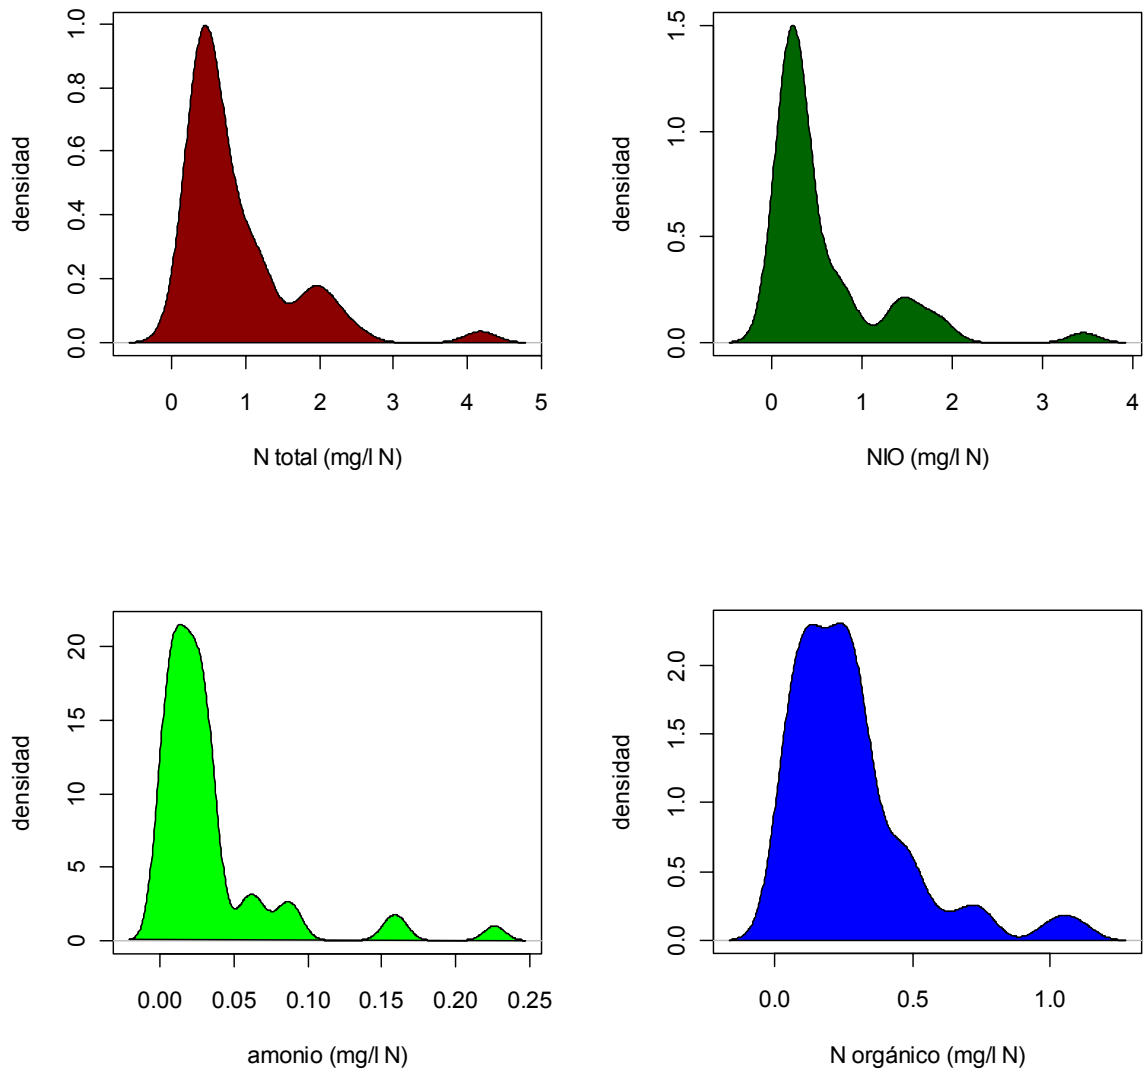 densidad
1.0
0.8
0.6
0.4
0.2
0.0
0 1 2 3 4 5
N total (mg/l N)
densidad
1.5
1.0
0.5
0.0
0 1 2 3 4
NIO (mg/l N)
densidad
20
15
10
5
0
0.00 0.05 0.10 0.15 0.20 0.25
amonio (mg/l N)
densidad
2.0
1.5
1.0
0.5
0.0
0.0 0.5 1.0
N orgánico (mg/l N)